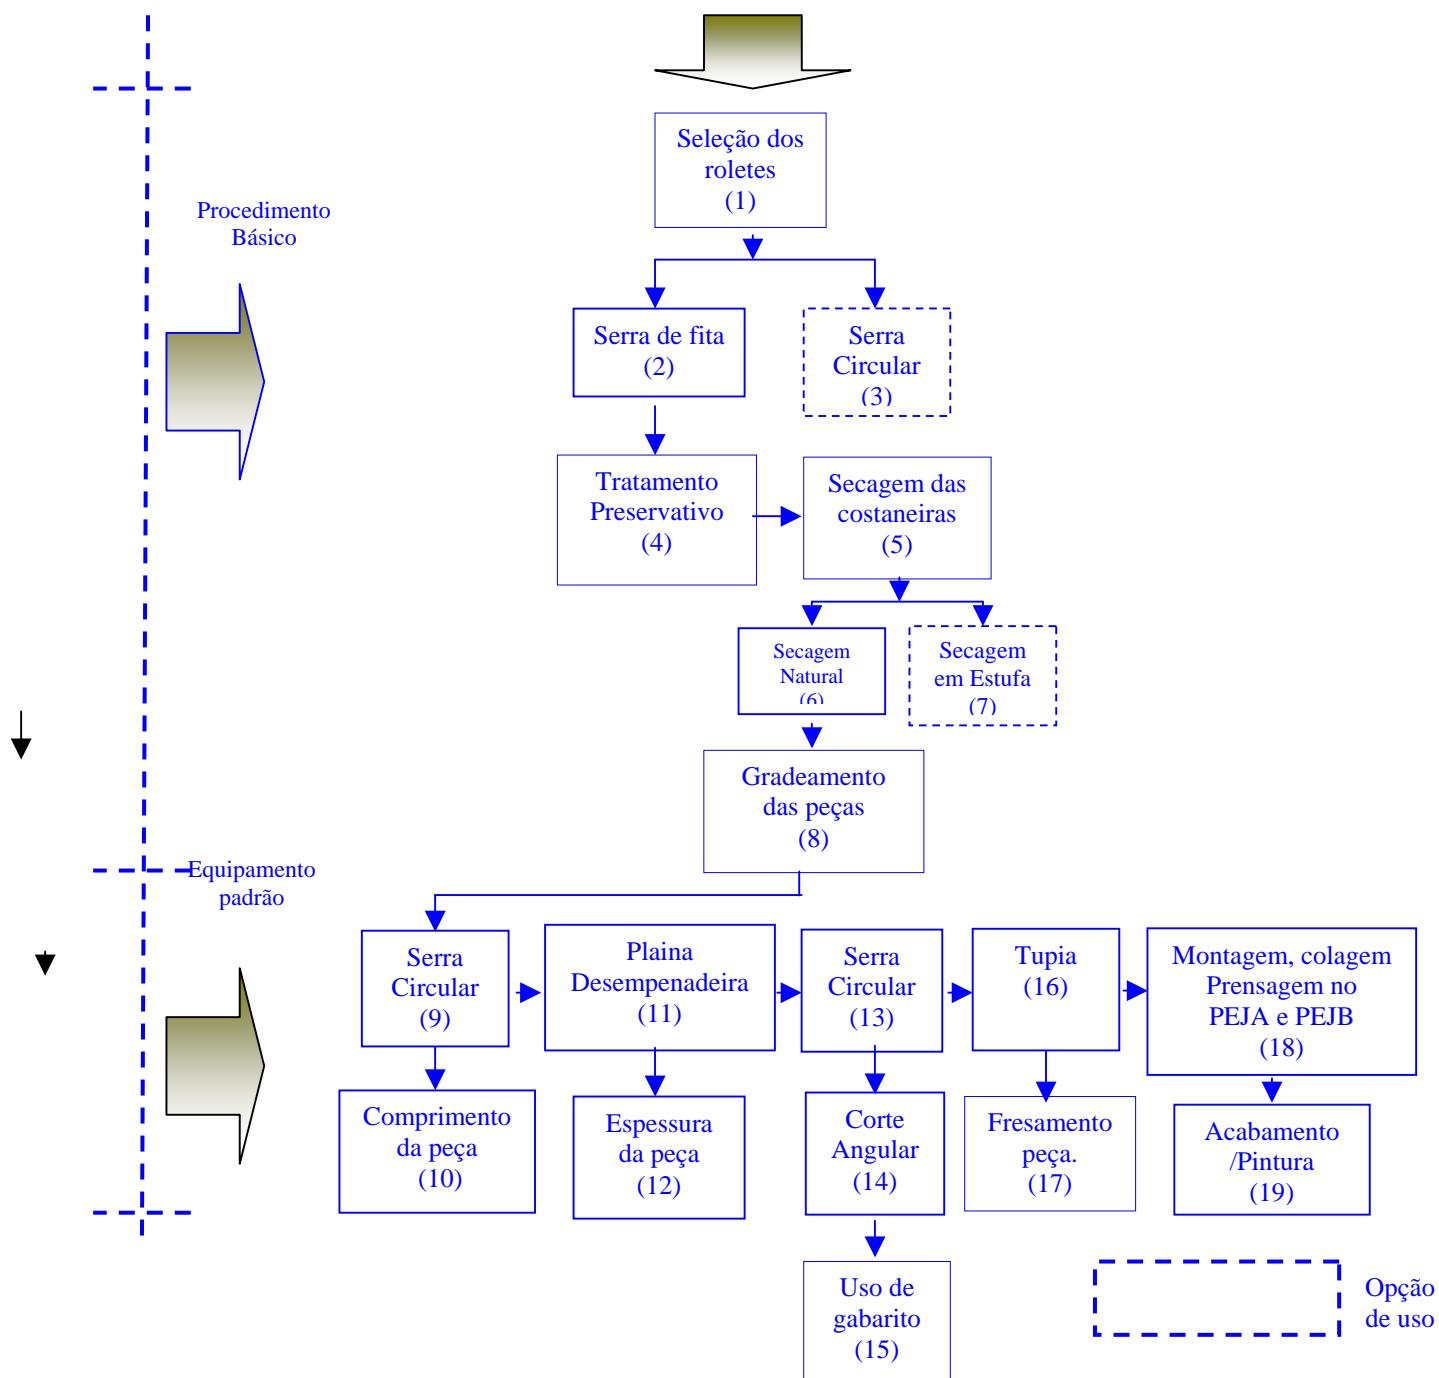 Seleção dos
roletes
(1)
Procedimento
Básico
Serra de fita
(2)
Serra
Circular
(3)
Tratamento
Preservativo
(4)
Secagem das
costaneiras
(5)
Secagem
Natural
(6)
Secagem
em Estufa
(7)
Gradeamento
das peças
(8)
Equipamento
padrão
Serra
Circular
(9)
Plaina
Desempenadeira
(11)
Serra
Circular
(13)
Tupia
(16)
Montagem, colagem
Prensagem no
PEJA e PEJB
(18)
Comprimento
da peça
(10)
Espessura
da peça
(12)
Corte
Angular
(14)
Fresamento
peça.
(17)
Acabamento
/Pintura
(19)
Uso de
gabarito
(15)
Opção
de uso